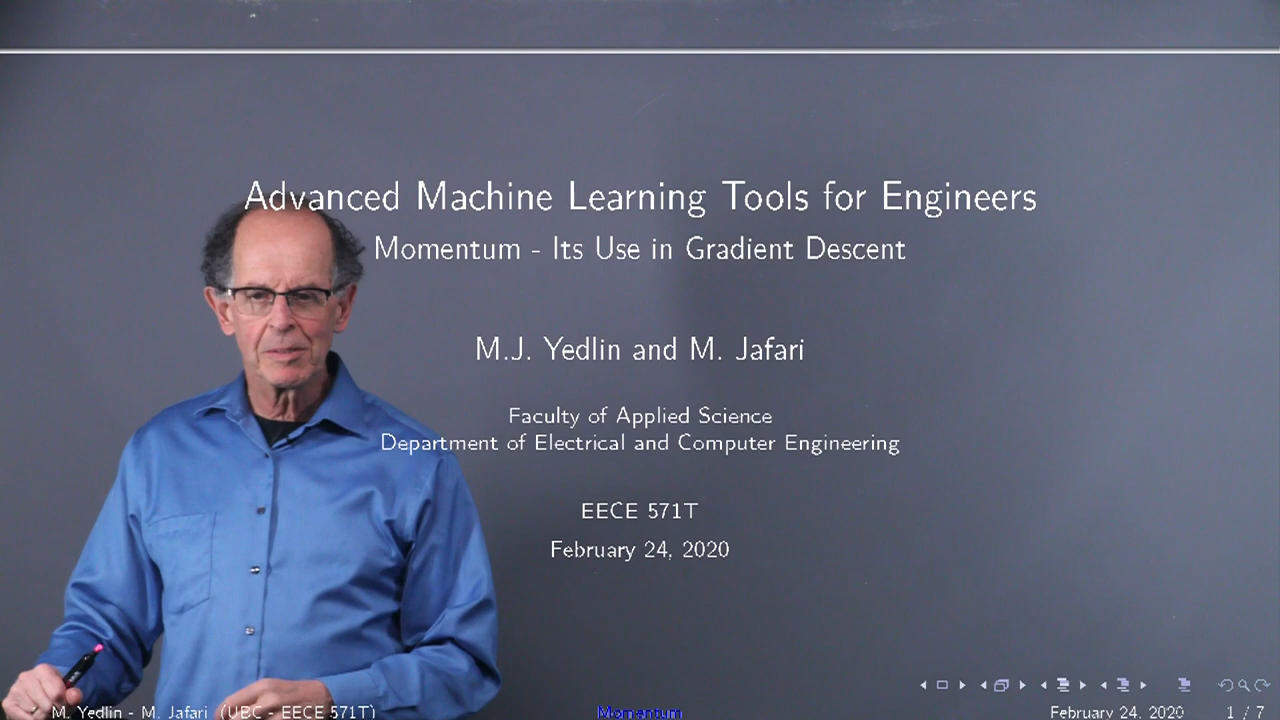 Advanced Machine Learning Tools for Engineers
Momentum - Its Use in Gradient Descent
M.J. Yedlin and M. Jafari
Faculty of Applied Science
Department of Electrical and Computer Engineering
EECE 571T
February 24, 2020
M. Yedlin - M. Jafari (UBC - EECE 571T)
Momentum
February 24, 2020
1 / 7